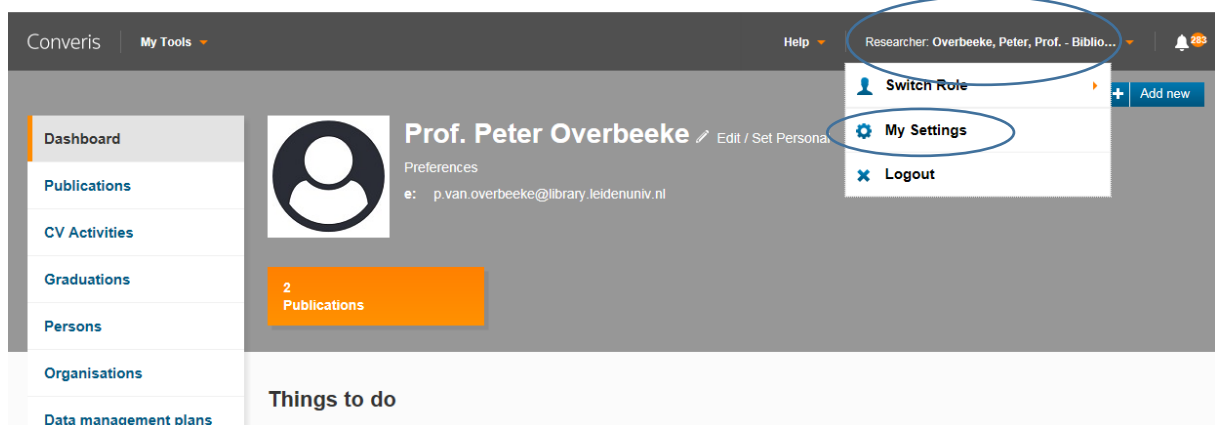 Converis
My Tools
Help
Researcher: Overbeeke, Peter, Prof. - Biblio...
283
Switch Role
My Settings
Logout
Add new
Dashboard
Publications
CV Activities
Graduations
Persons
Organisations
Data management plans
Prof. Peter Overbeeke Edit / Set Persona
Preferences
e: p.van.overbeeke@library.leidenuniv.nl
2
Publications
Things to do